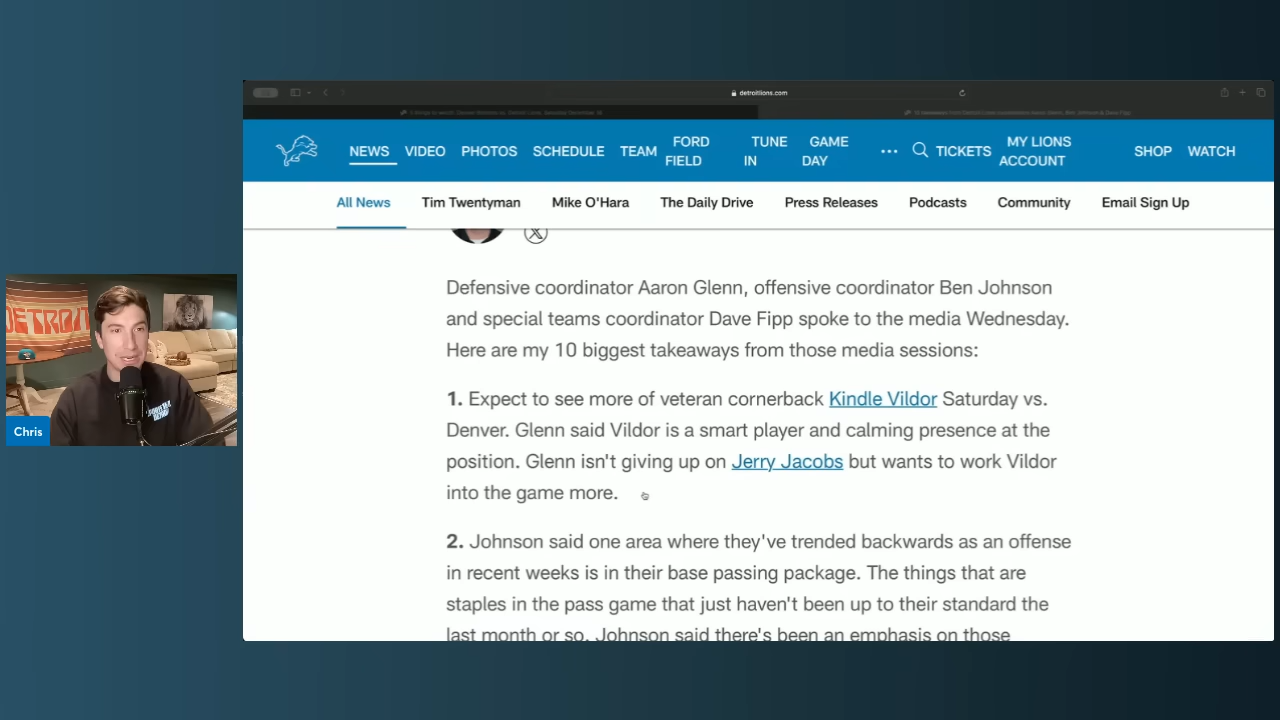 detroitlions.com
NEWS VIDEO PHOTOS SCHEDULE TEAM FORD FIELD TUNE IN GAME DAY ••• TICKETS MY LIONS ACCOUNT SHOP WATCH
All News Tim Twentyman Mike O'Hara The Daily Drive Press Releases Podcasts Community Email Sign Up
Defensive coordinator Aaron Glenn, offensive coordinator Ben Johnson
and special teams coordinator Dave Fipp spoke to the media Wednesday.
Here are my 10 biggest takeaways from those media sessions:
1. Expect to see more of veteran cornerback Kindle Vildor Saturday vs.
Denver. Glenn said Vildor is a smart player and calming presence at the
position. Glenn isn't giving up on Jerry Jacobs but wants to work Vildor
into the game more.
2. Johnson said one area where they've trended backwards as an offense
in recent weeks is in their base passing package. The things that are
staples in the pass game that just haven't been up to their standard the
last month or so. Johnson said there's been an emphasis on those
DETROIT
Chris